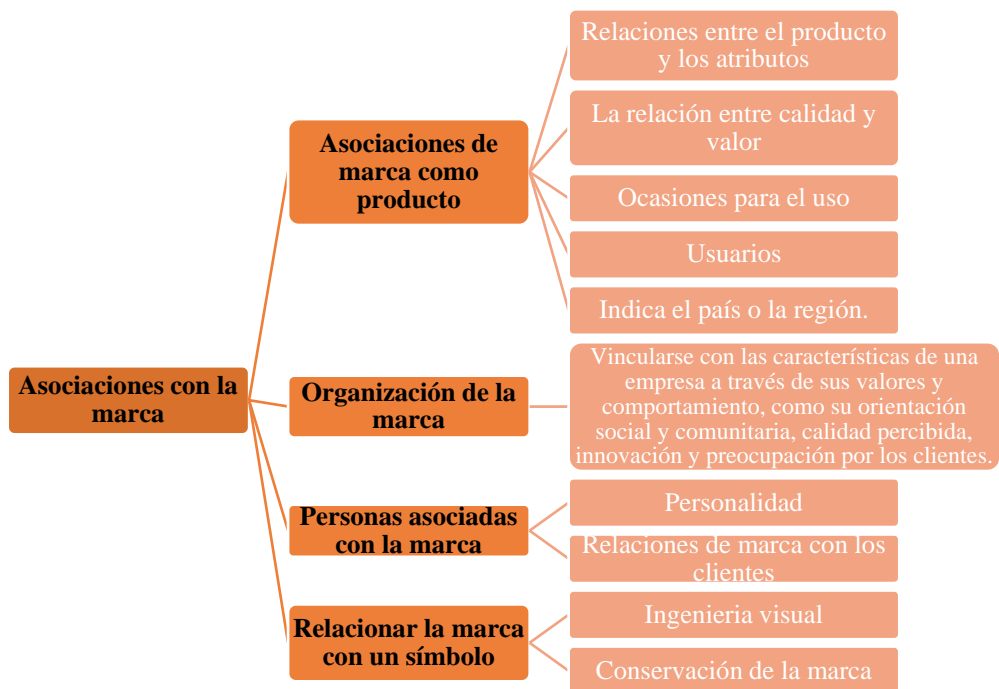 Asociaciones con la
marca
Asociaciones de
marca como
producto
Relaciones entre el producto
y los atributos
La relación entre calidad y
valor
Ocasiones para el uso
Usuarios
Indica el país o la región.
Organización de la
marca
Vincularse con las características de una
empresa a través de sus valores y
comportamiento, como su orientación
social y comunitaria, calidad percibida,
innovación y preocupación por los clientes.
Personas asociadas
con la marca
Personalidad
Relaciones de marca con los
clientes
Relacionar la marca
con un símbolo
Ingenieria visual
Conservación de la marca